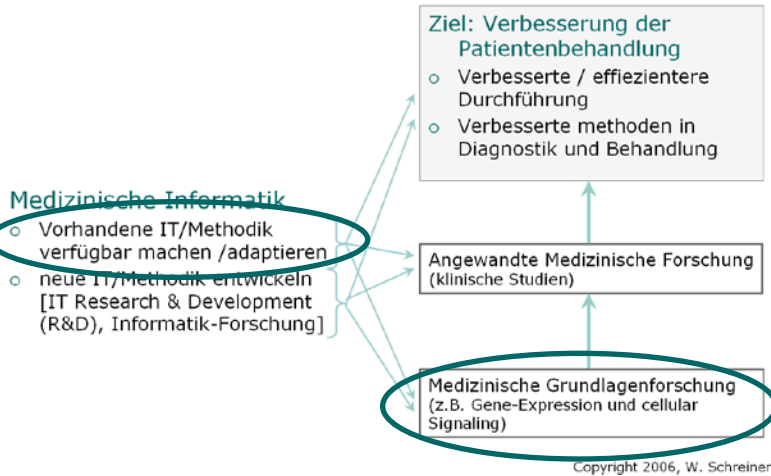 Ziel: Verbesserung der
Patientenbehandlung
o Verbesserte / effiezientere
Durchführung
o Verbesserte methoden in
Diagnostik und Behandlung
Medizinische Informatik
o Vorhandene IT/Methodik
verfügbar machen /adaptieren
o neue IT/Methodik entwickeln
[IT Research & Development
(R&D), Informatik-Forschung]
Angewandte Medizinische Forschung
(klinische Studien)
Medizinische Grundlagenforschung
(z.B. Gene-Expression und cellular
Signaling)
Copyright 2006, W. Schreiner